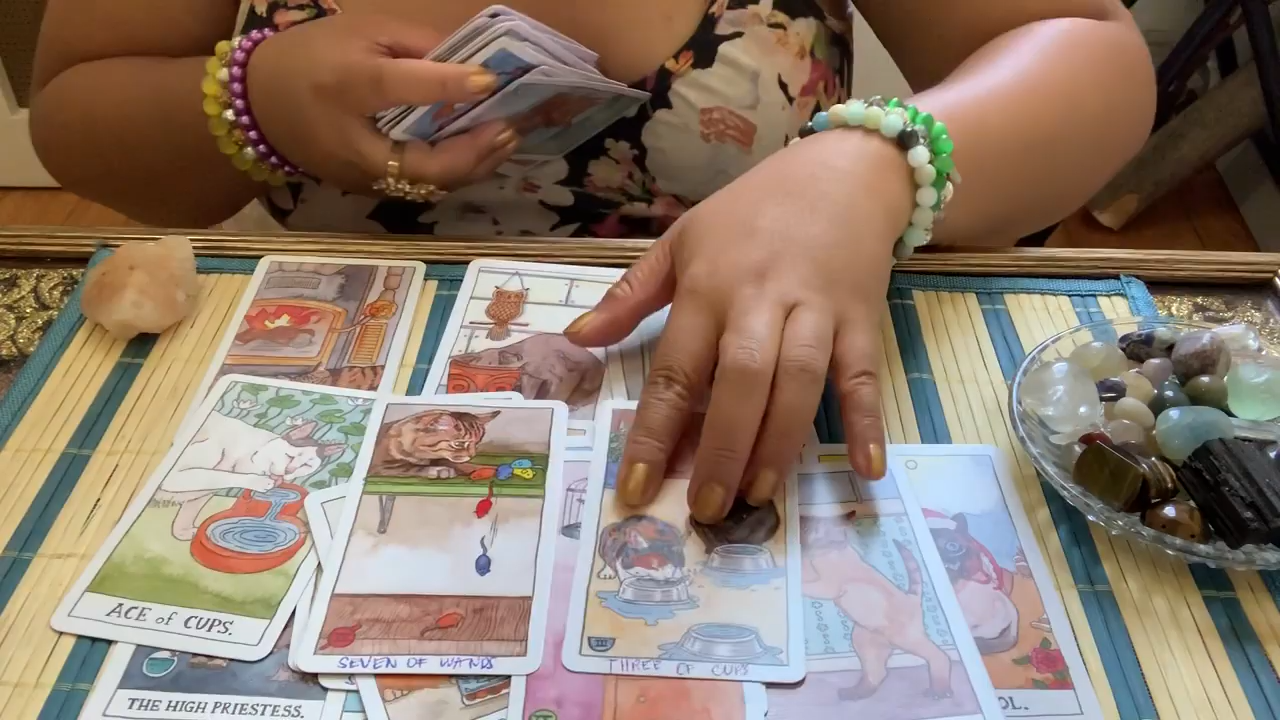 ACE of CUPS.
SEVEN OF WANDS
THREE OF CUPS
THE HIGH PRIESTESS.
OL.